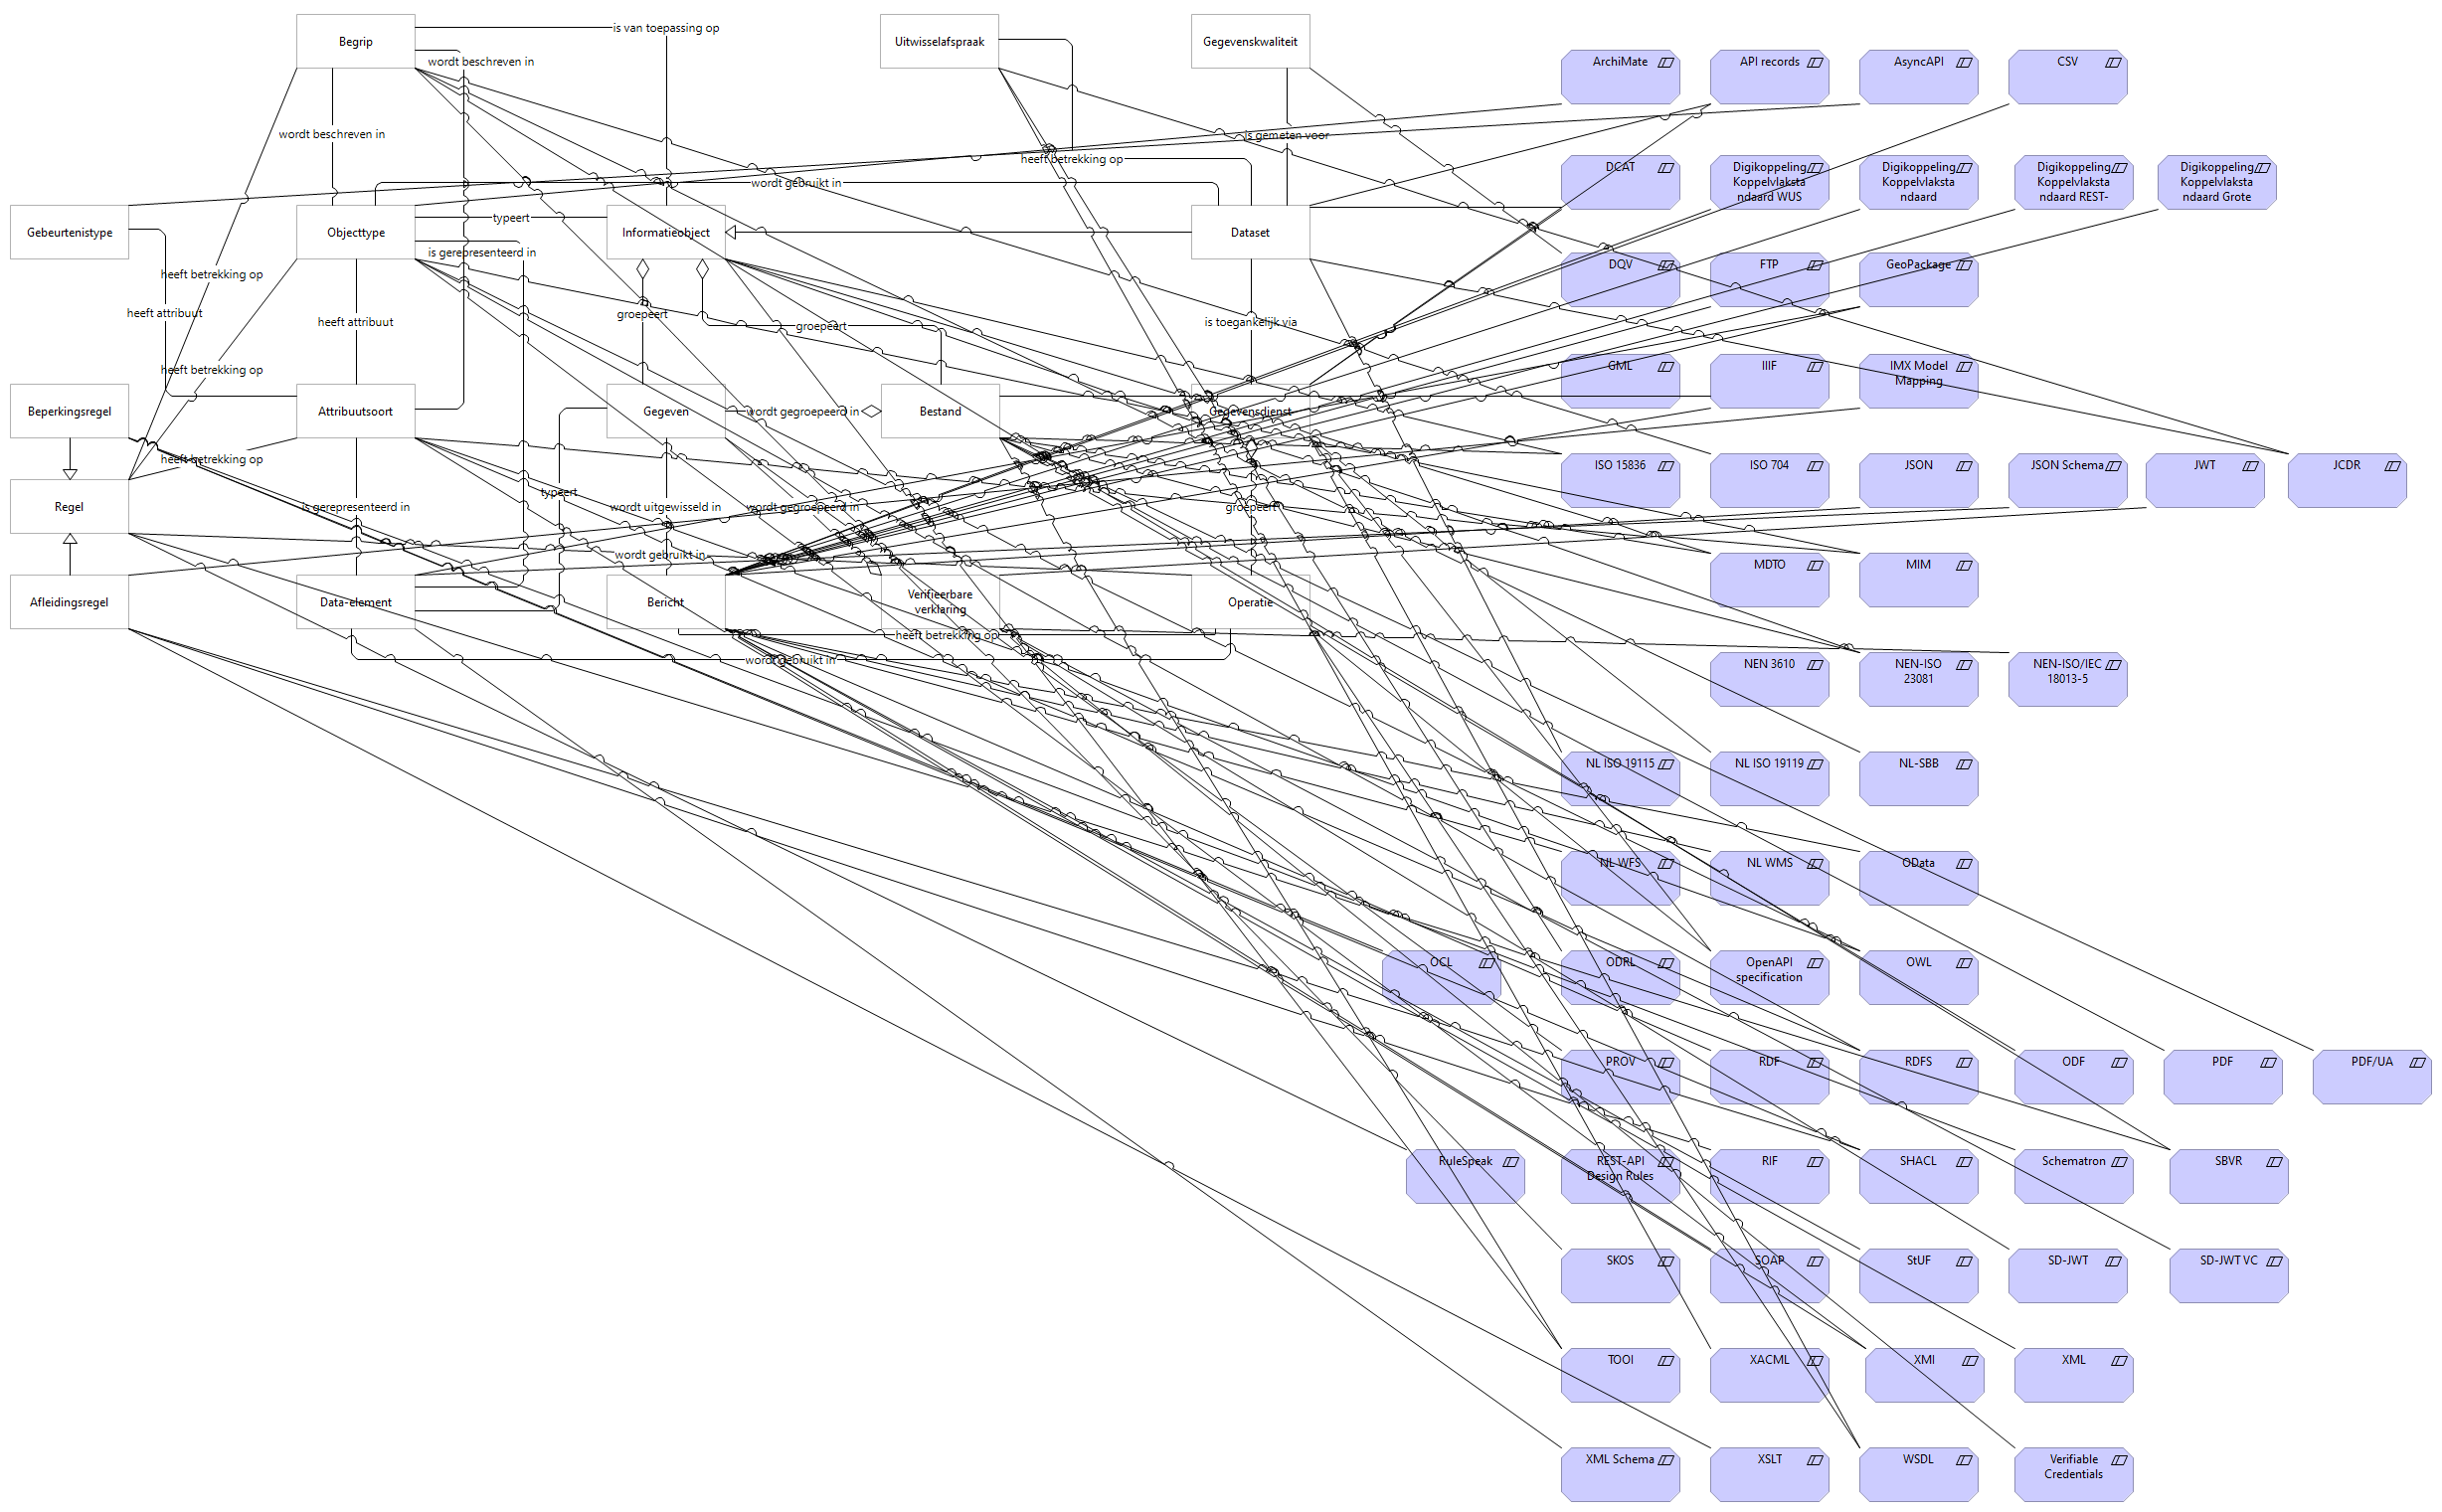 Begrip
is van toepassing op
Uitwisselafspraak
Gegevenskwaliteit
wordt beschreven in
ArchiMate
API records
AsyncAPI
CSV
wordt beschreven in
is gemeten voor
heeft betrekking op
wordt gebruikt in
DCAT
Digikoppeling
Koppelvlaksta
ndaard WUS
Digikoppeling
Koppelvlaksta
ndaard
Digikoppeling
Koppelvlaksta
ndaard REST-
Digikoppeling
Koppelvlaksta
ndaard Grote
Gebeurtenistype
Objecttype
typeert
Informatieobject
Dataset
is gerepresenteerd in
heeft betrekking op
DQV
FTP
GeoPackage
heeft attribuut
heeft attribuut
groepeert
groepeert
is toegankelijk via
heeft betrekking op
GML
IIIF
IMX Model
Mapping
Beperkingsregel
Attribuutsoort
Gegeven
wordt gegroepeerd in
Bestand
Gegevensdienst
heeft betrekking op
ISO 15836
ISO 704
JSON
JSON Schema
JWT
JCDR
typeert
Regel
is gerepresenteerd in
wordt uitgewisseld in
wordt gegroepeerd in
groepeert
wordt gebruikt in
MDTO
MIM
Afleidingsregel
Data-element
Bericht
Verifieerbare
verklaring
Operatie
heeft betrekking op
wordt gebruikt in
NEN 3610
NEN-ISO
23081
NEN-ISO/IEC
18013-5
NL ISO 19115
NL ISO 19119
NL-SBB
NL WFS
NL WMS
OData
OCL
ODRL
OpenAPI
specification
OWL
PROV
RDF
RDFS
ODF
PDF
PDF/UA
RuleSpeak
REST-API
Design Rules
RIF
SHACL
Schematron
SBVR
SKOS
SOAP
StUF
SD-JWT
SD-JWT VC
TOOI
XACML
XMI
XML
XML Schema
XSLT
WSDL
Verifiable
Credentials